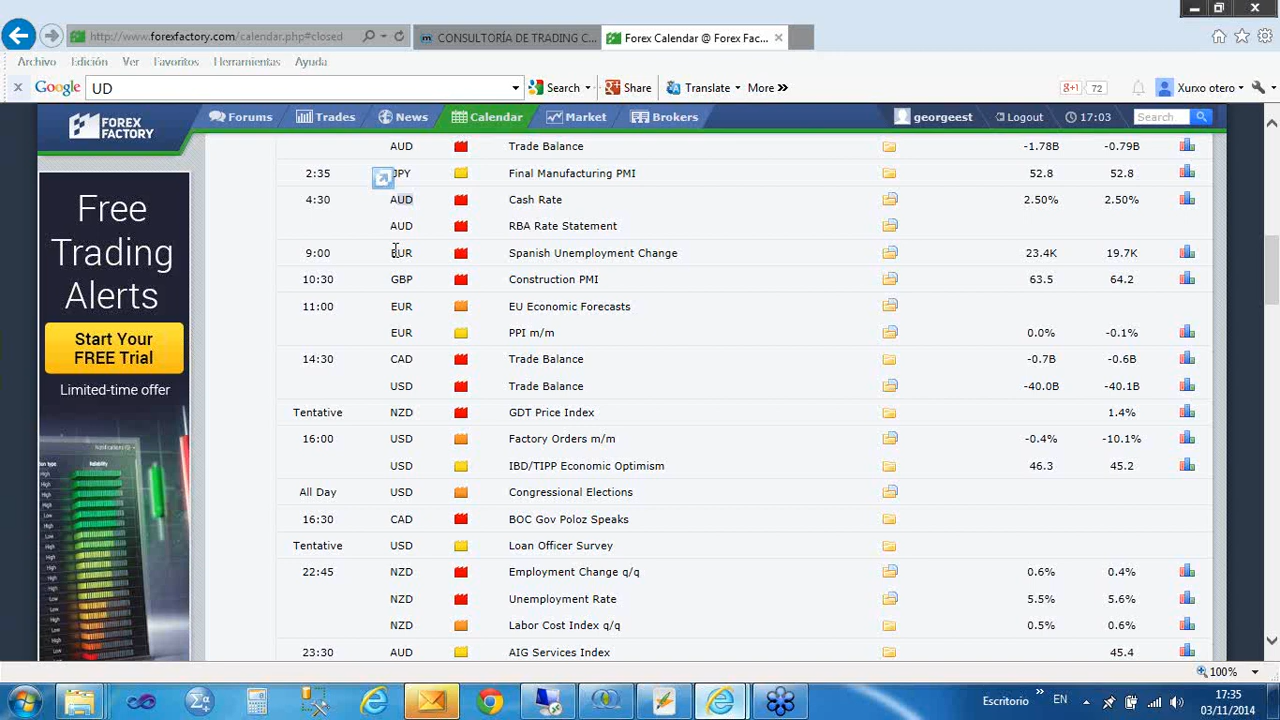 http://www.forexfactory.com/calendar.php#closed
CONSULTORÍA DE TRADING C...
Forex Calendar @ Forex Fac...
Archivo Edición Ver Favoritos Herramientas Ayuda
Google UD Search Share Translate More » 72 Xuxo otero
FOREX FACTORY
Forums Trades News Calendar Market Brokers georgeest Logout 17:03 Search...
Free
Trading
Alerts
Start Your
FREE Trial
Limited-time offer
AUD Trade Balance -1.78B -0.79B
2:35 JPY Final Manufacturing PMI 52.8 52.8
4:30 AUD Cash Rate 2.50% 2.50%
AUD RBA Rate Statement
9:00 EUR Spanish Unemployment Change 23.4K 19.7K
10:30 GBP Construction PMI 63.5 64.2
11:00 EUR EU Economic Forecasts
EUR PPI m/m 0.0% -0.1%
14:30 CAD Trade Balance -0.7B -0.6B
USD Trade Balance -40.0B -40.1B
Tentative NZD GDT Price Index 1.4%
16:00 USD Factory Orders m/m -0.4% -10.1%
USD IBD/TIPP Economic Optimism 46.3 45.2
All Day USD Congressional Elections
16:30 CAD BOC Gov Poloz Speaks
Tentative USD Loan Officer Survey
22:45 NZD Employment Change q/q 0.6% 0.4%
NZD Unemployment Rate 5.5% 5.6%
NZD Labor Cost Index q/q 0.5% 0.6%
23:30 AUD AIG Services Index 45.4
100%
Escritorio » EN 17:35
03/11/2014